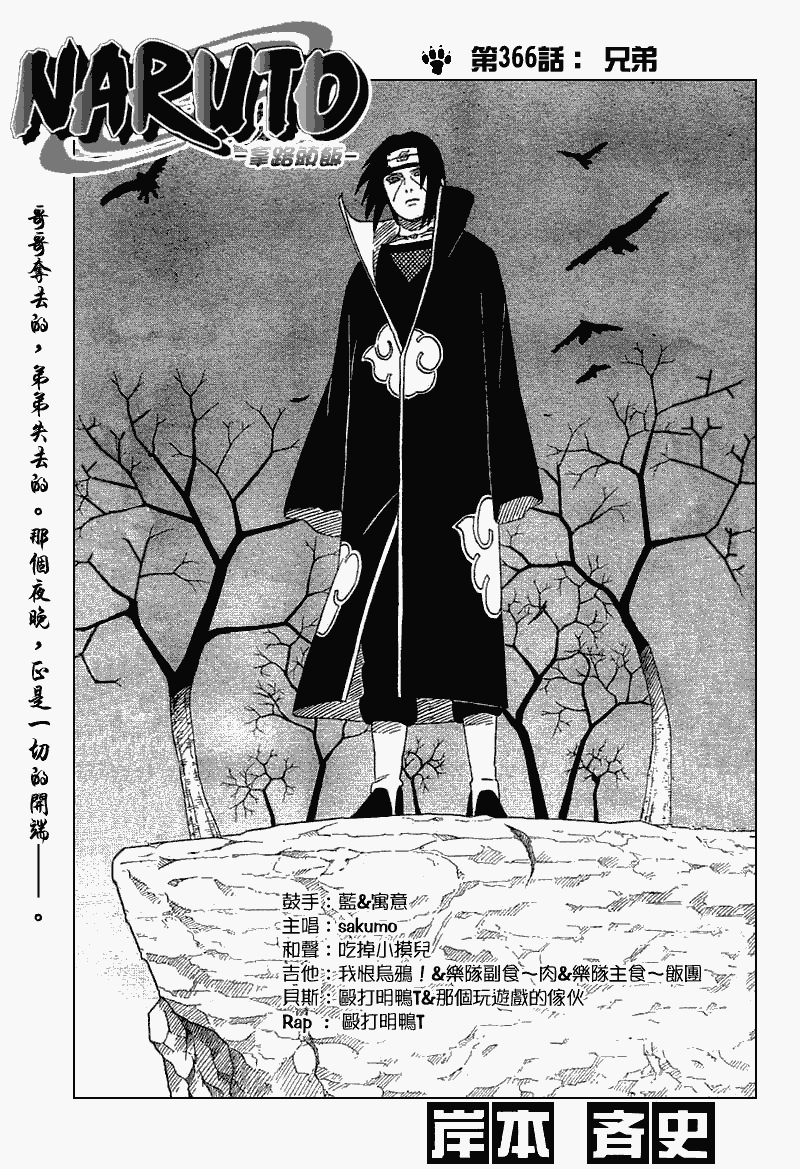 NARUTO
-拿路頭飯-
第366話： 兄弟
哥哥奪去的，弟弟失去的。那個夜晚，正是一切的開端——。
鼓手：藍&寓意
主唱：sakumo
和聲：吃掉小摸兒
吉他：我恨烏鴉！&樂隊副食～肉&樂隊主食～飯團
貝斯：毆打明鴨T&那個玩遊戲的傢伙
Rap ： 毆打明鴨T
岸本 斉史